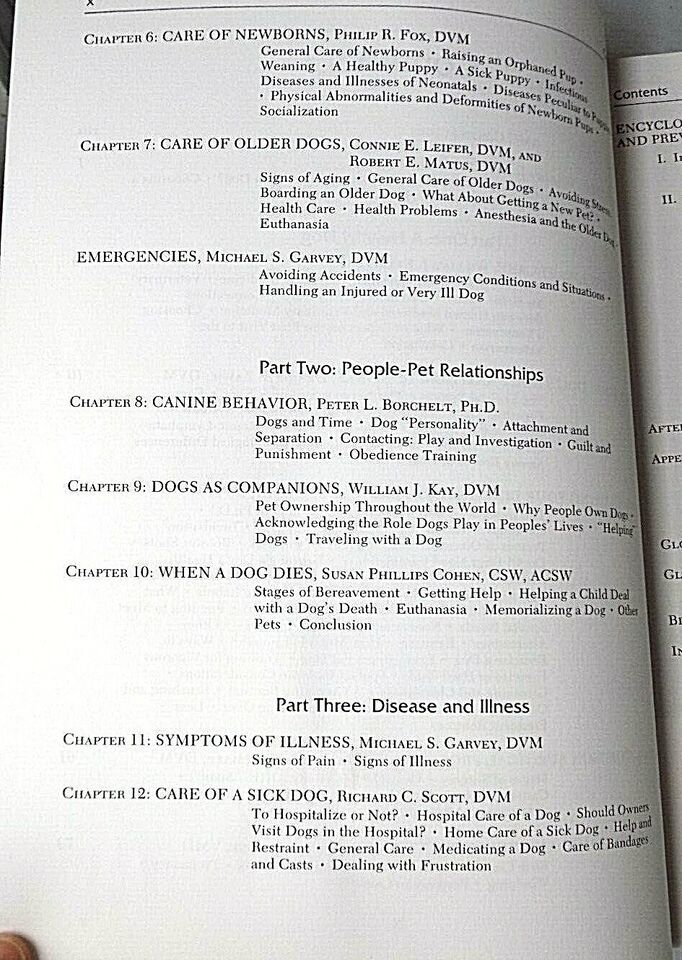 x
CHAPTER 6: CARE OF NEWBORNS, PHILIP R. FOX, DVM
General Care of Newborns · Raising an Orphaned Pup ·
Weaning · A Healthy Puppy · A Sick Puppy · Infectious
Diseases and Illnesses of Neonatals · Diseases Peculiar to Puppies
· Physical Abnormalities and Deformities of Newborn Pups ·
Socialization
CHAPTER 7: CARE OF OLDER DOGS, CONNIE E. LEIFER, DVM, AND
ROBERT E. MATUS, DVM
Signs of Aging · General Care of Older Dogs · Avoiding Stress
Boarding an Older Dog · What About Getting a New Pet? ·
Health Care · Health Problems · Anesthesia and the Older Dog ·
Euthanasia
EMERGENCIES, MICHAEL S. GARVEY, DVM
Avoiding Accidents · Emergency Conditions and Situations ·
Handling an Injured or Very Ill Dog
Part Two: People-Pet Relationships
CHAPTER 8: CANINE BEHAVIOR, PETER L. BORCHELT, PH.D.
Dogs and Time · Dog "Personality" · Attachment and
Separation · Contacting: Play and Investigation · Guilt and
Punishment · Obedience Training
CHAPTER 9: DOGS AS COMPANIONS, WILLIAM J. KAY, DVM
Pet Ownership Throughout the World · Why People Own Dogs ·
Acknowledging the Role Dogs Play in Peoples' Lives · "Helping"
Dogs · Traveling with a Dog
CHAPTER 10: WHEN A DOG DIES, SUSAN PHILLIPS COHEN, CSW, ACSW
Stages of Bereavement · Getting Help · Helping a Child Deal
with a Dog's Death · Euthanasia · Memorializing a Dog · Other
Pets · Conclusion
Part Three: Disease and Illness
CHAPTER 11: SYMPTOMS OF ILLNESS, MICHAEL S. GARVEY, DVM
Signs of Pain · Signs of Illness
CHAPTER 12: CARE OF A SICK DOG, RICHARD C. SCOTT, DVM
To Hospitalize or Not? · Hospital Care of a Dog · Should Owners
Visit Dogs in the Hospital? · Home Care of a Sick Dog · Help and
Restraint · General Care · Medicating a Dog · Care of Bandages
and Casts · Dealing with Frustration
Contents
ENCYCLO
AND PREV
I. I
II.
AFTE
APPE
GLO
GL
B
I